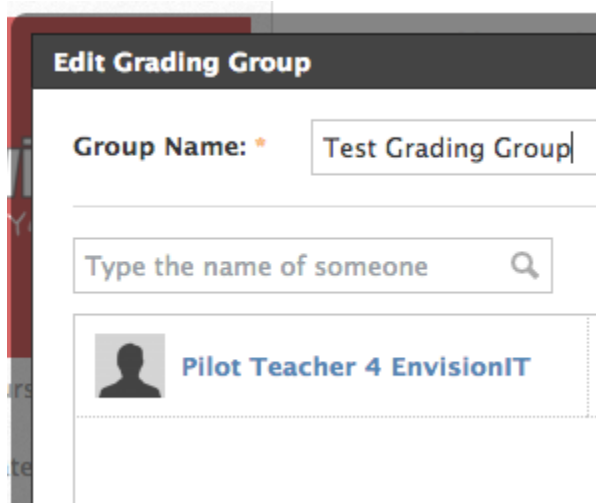 Edit Grading Group
Group Name: *
Test Grading Group
Type the name of someone
Pilot Teacher 4 EnvisionIT